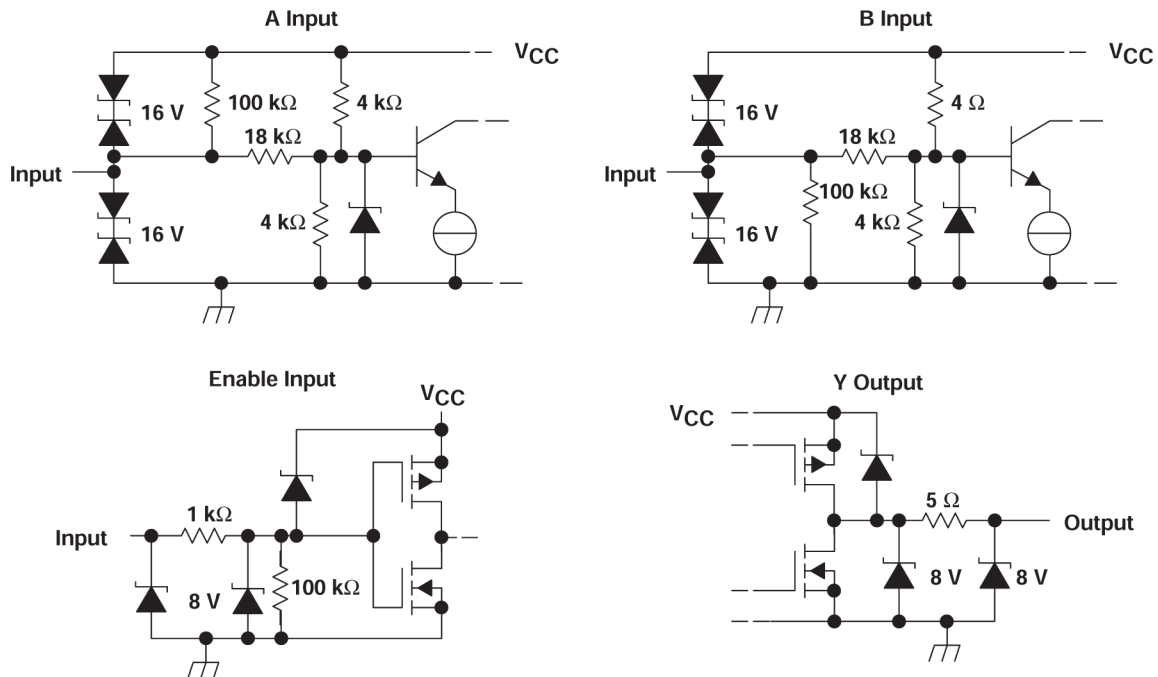 A Input
VCC
100 kΩ
4 kΩ
16 V
18 kΩ
Input
4 kΩ
16 V
B Input
VCC
4 Ω
16 V
18 kΩ
Input
100 kΩ
4 kΩ
16 V
Enable Input
VCC
1 kΩ
Input
8 V
100 kΩ
Y Output
VCC
5 Ω
Output
8 V
8 V